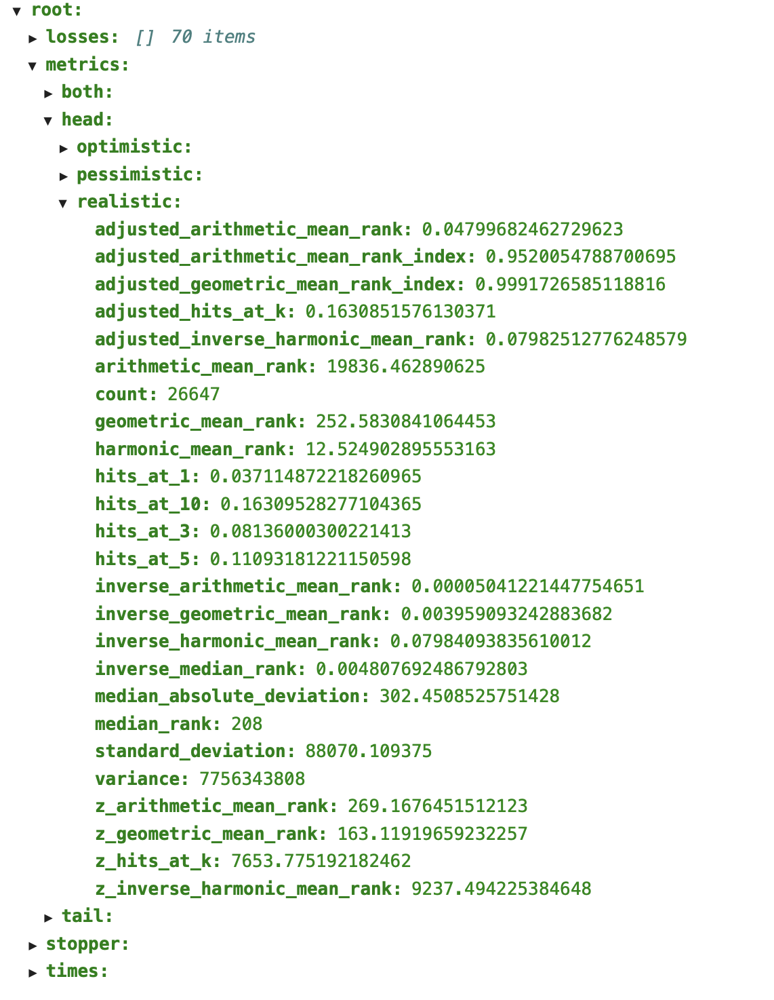 ▼ root:
▶ losses: [] 70 items
▼ metrics:
▶ both:
▼ head:
▶ optimistic:
▶ pessimistic:
▼ realistic:
adjusted_arithmetic_mean_rank: 0.04799682462729623
adjusted_arithmetic_mean_rank_index: 0.9520054788700695
adjusted_geometric_mean_rank_index: 0.9991726585118816
adjusted_hits_at_k: 0.1630851576130371
adjusted_inverse_harmonic_mean_rank: 0.07982512776248579
arithmetic_mean_rank: 19836.462890625
count: 26647
geometric_mean_rank: 252.5830841064453
harmonic_mean_rank: 12.524902895553163
hits_at_1: 0.037114872218260965
hits_at_10: 0.16309528277104365
hits_at_3: 0.08136000300221413
hits_at_5: 0.11093181221150598
inverse_arithmetic_mean_rank: 0.00005041221447754651
inverse_geometric_mean_rank: 0.003959093242883682
inverse_harmonic_mean_rank: 0.07984093835610012
inverse_median_rank: 0.004807692486792803
median_absolute_deviation: 302.4508525751428
median_rank: 208
standard_deviation: 88070.109375
variance: 7756343808
z_arithmetic_mean_rank: 269.1676451512123
z_geometric_mean_rank: 163.11919659232257
z_hits_at_k: 7653.775192182462
z_inverse_harmonic_mean_rank: 9237.494225384648
▶ tail:
▶ stopper:
▶ times: